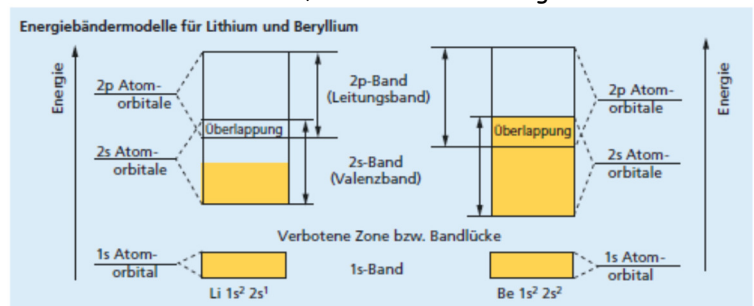 Energiebändermodelle für Lithium und Beryllium
Energie
2p Atom-
orbitale
2s Atom-
orbitale
1s Atom-
orbital
Überlappung
Li 1s² 2s¹
2p-Band
(Leitungsband)
2s-Band
(Valenzband)
Verbotene Zone bzw. Bandlücke
1s-Band
Überlappung
Be 1s² 2s²
2p Atom-
orbitale
2s Atom-
orbitale
1s Atom-
orbital
Energie